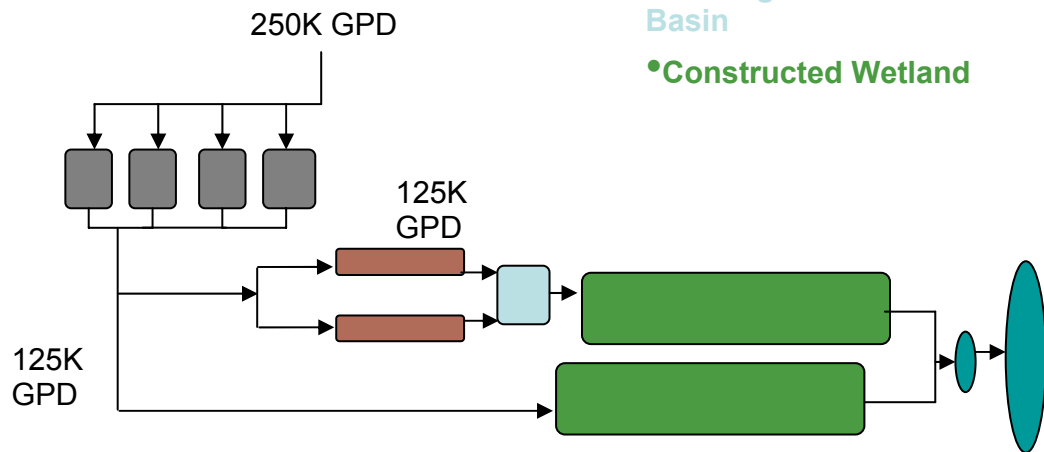 250K GPD
Basin
•Constructed Wetland
125K
GPD
125K
GPD